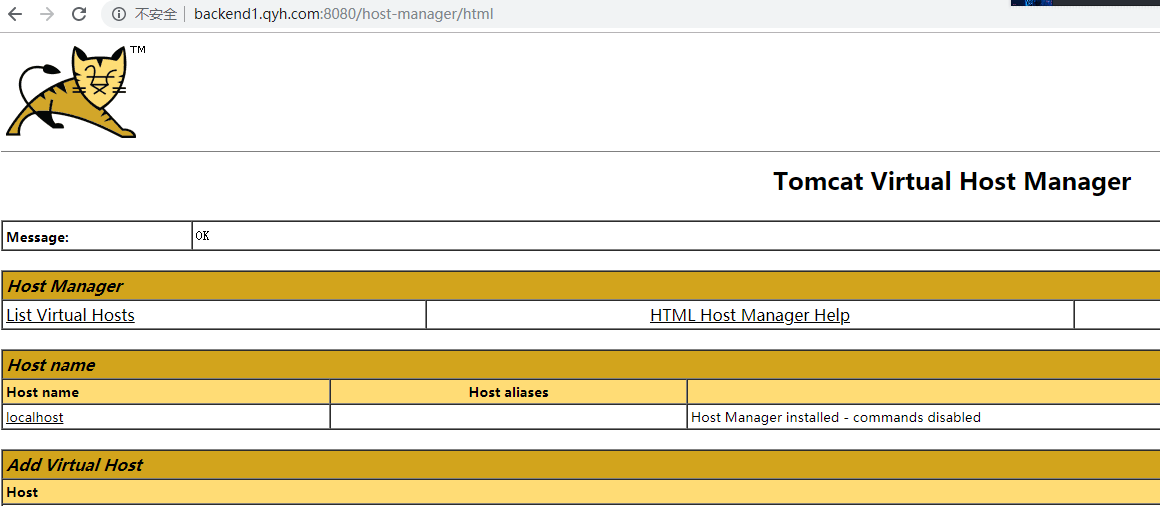 不安全 backend1.qyh.com:8080/host-manager/html
TM
Tomcat Virtual Host Manager
Message: OK
Host Manager
List Virtual Hosts HTML Host Manager Help
Host name
Host name Host aliases
localhost Host Manager installed - commands disabled
Add Virtual Host
Host